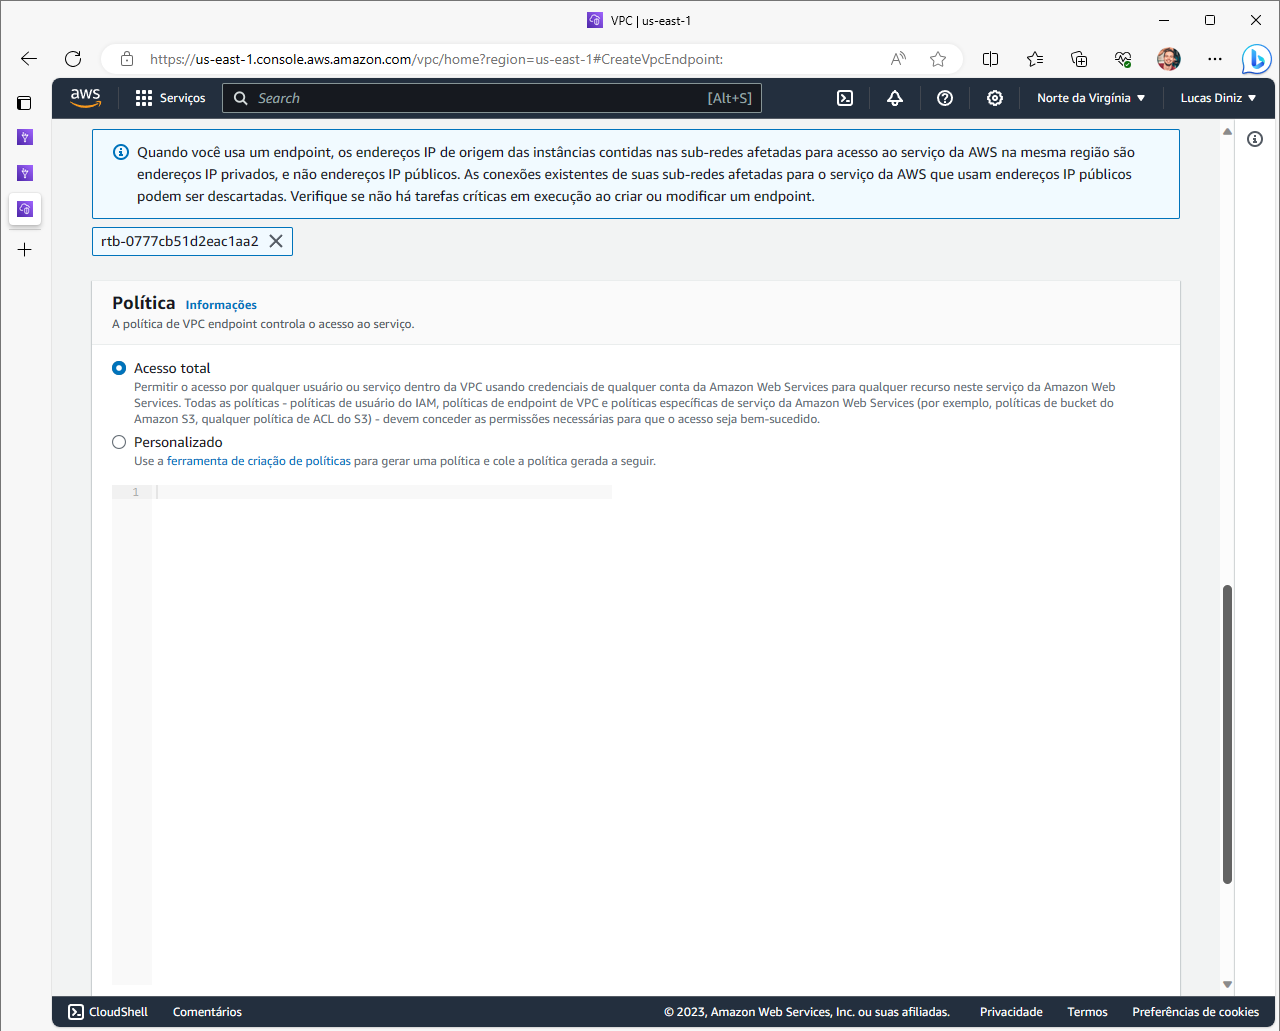 VPC | us-east-1
https://us-east-1.console.aws.amazon.com/vpc/home?region=us-east-1#CreateVpcEndpoint:
aws
Serviços
Search
[Alt+S]
Norte da Virgínia
Lucas Diniz
Quando você usa um endpoint, os endereços IP de origem das instâncias contidas nas sub-redes afetadas para acesso ao serviço da AWS na mesma região são
endereços IP privados, e não endereços IP públicos. As conexões existentes de suas sub-redes afetadas para o serviço da AWS que usam endereços IP públicos
podem ser descartadas. Verifique se não há tarefas críticas em execução ao criar ou modificar um endpoint.
rtb-0777cb51d2eac1aa2
Política Informações
A política de VPC endpoint controla o acesso ao serviço.
Acesso total
Permitir o acesso por qualquer usuário ou serviço dentro da VPC usando credenciais de qualquer conta da Amazon Web Services para qualquer recurso neste serviço da Amazon Web
Services. Todas as políticas - políticas de usuário do IAM, políticas de endpoint de VPC e políticas específicas de serviço da Amazon Web Services (por exemplo, políticas de bucket do
Amazon S3, qualquer política de ACL do S3) - devem conceder as permissões necessárias para que o acesso seja bem-sucedido.
Personalizado
Use a ferramenta de criação de políticas para gerar uma política e cole a política gerada a seguir.
1
CloudShell
Comentários
© 2023, Amazon Web Services, Inc. ou suas afiliadas.
Privacidade
Termos
Preferências de cookies